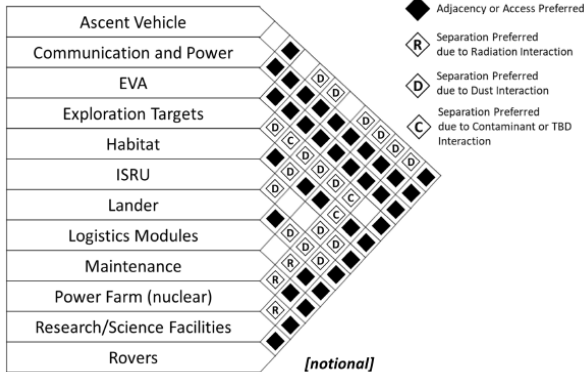 Ascent Vehicle
Communication and Power
EVA
Exploration Targets
Habitat
ISRU
Lander
Logistics Modules
Maintenance
Power Farm (nuclear)
Research/Science Facilities
Rovers
D
D
D
D
D
C
D
D
D
D
D
D
D
C
C
D
D
D
D
D
R
R
R
Adjacency or Access Preferred
R Separation Preferred
due to Radiation Interaction
D Separation Preferred
due to Dust Interaction
C Separation Preferred
due to Contaminant or TBD
Interaction
[notional]